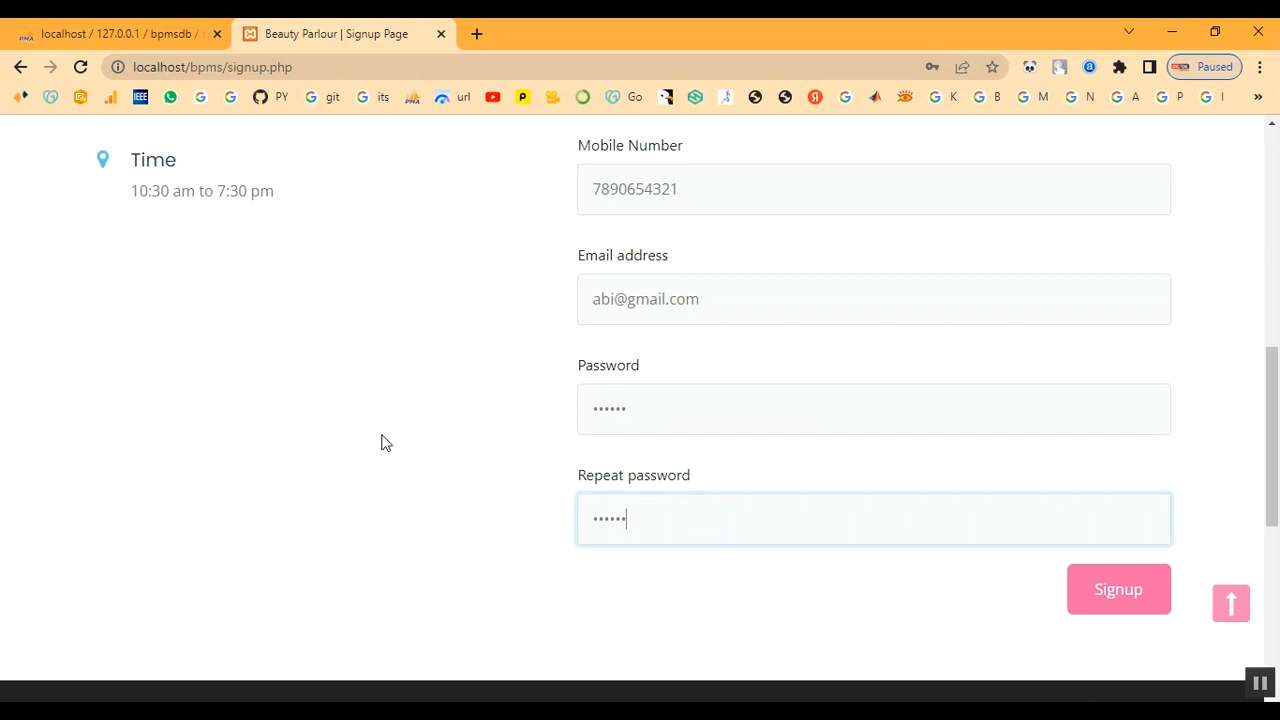 localhost / 127.0.0.1 / bpmsdb /
Beauty Parlour | Signup Page
localhost/bpms/signup.php
Paused
IEEE PY git its PMA url Go K B M N A P I »
Time
10:30 am to 7:30 pm
Mobile Number
7890654321
Email address
abi@gmail.com
Password
••••••
Repeat password
••••••
Signup